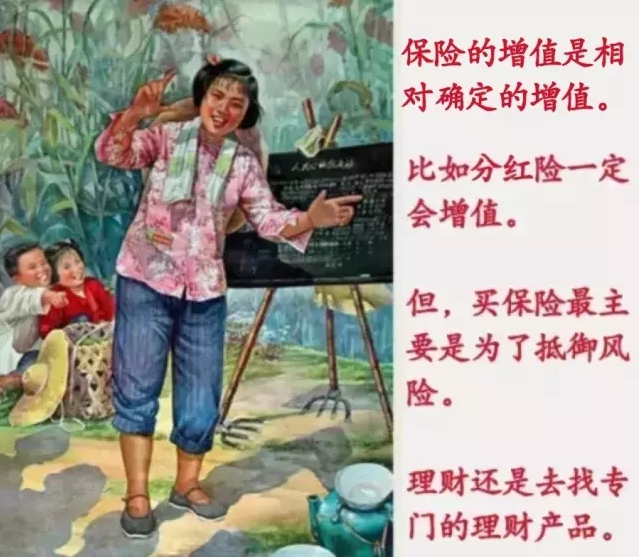 保险的增值是相
对确定的增值。
比如分红险一定
会增值。
但，买保险最主
要是为了抵御风
险。
理财还是去找专
门的理财产品。